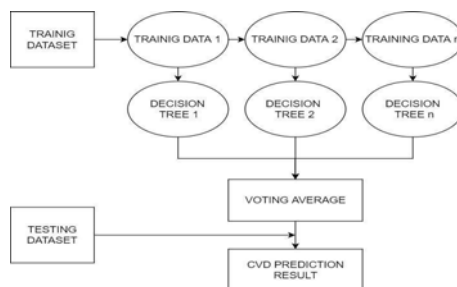 TRAINIG
DATASET
TRAINIG DATA 1
TRAINIG DATA 2
TRAINIG DATA n
DECISION
TREE 1
DECISION
TREE 2
DECISION
TREE n
VOTING AVERAGE
TESTING
DATASET
CVD PREDICTION
RESULT